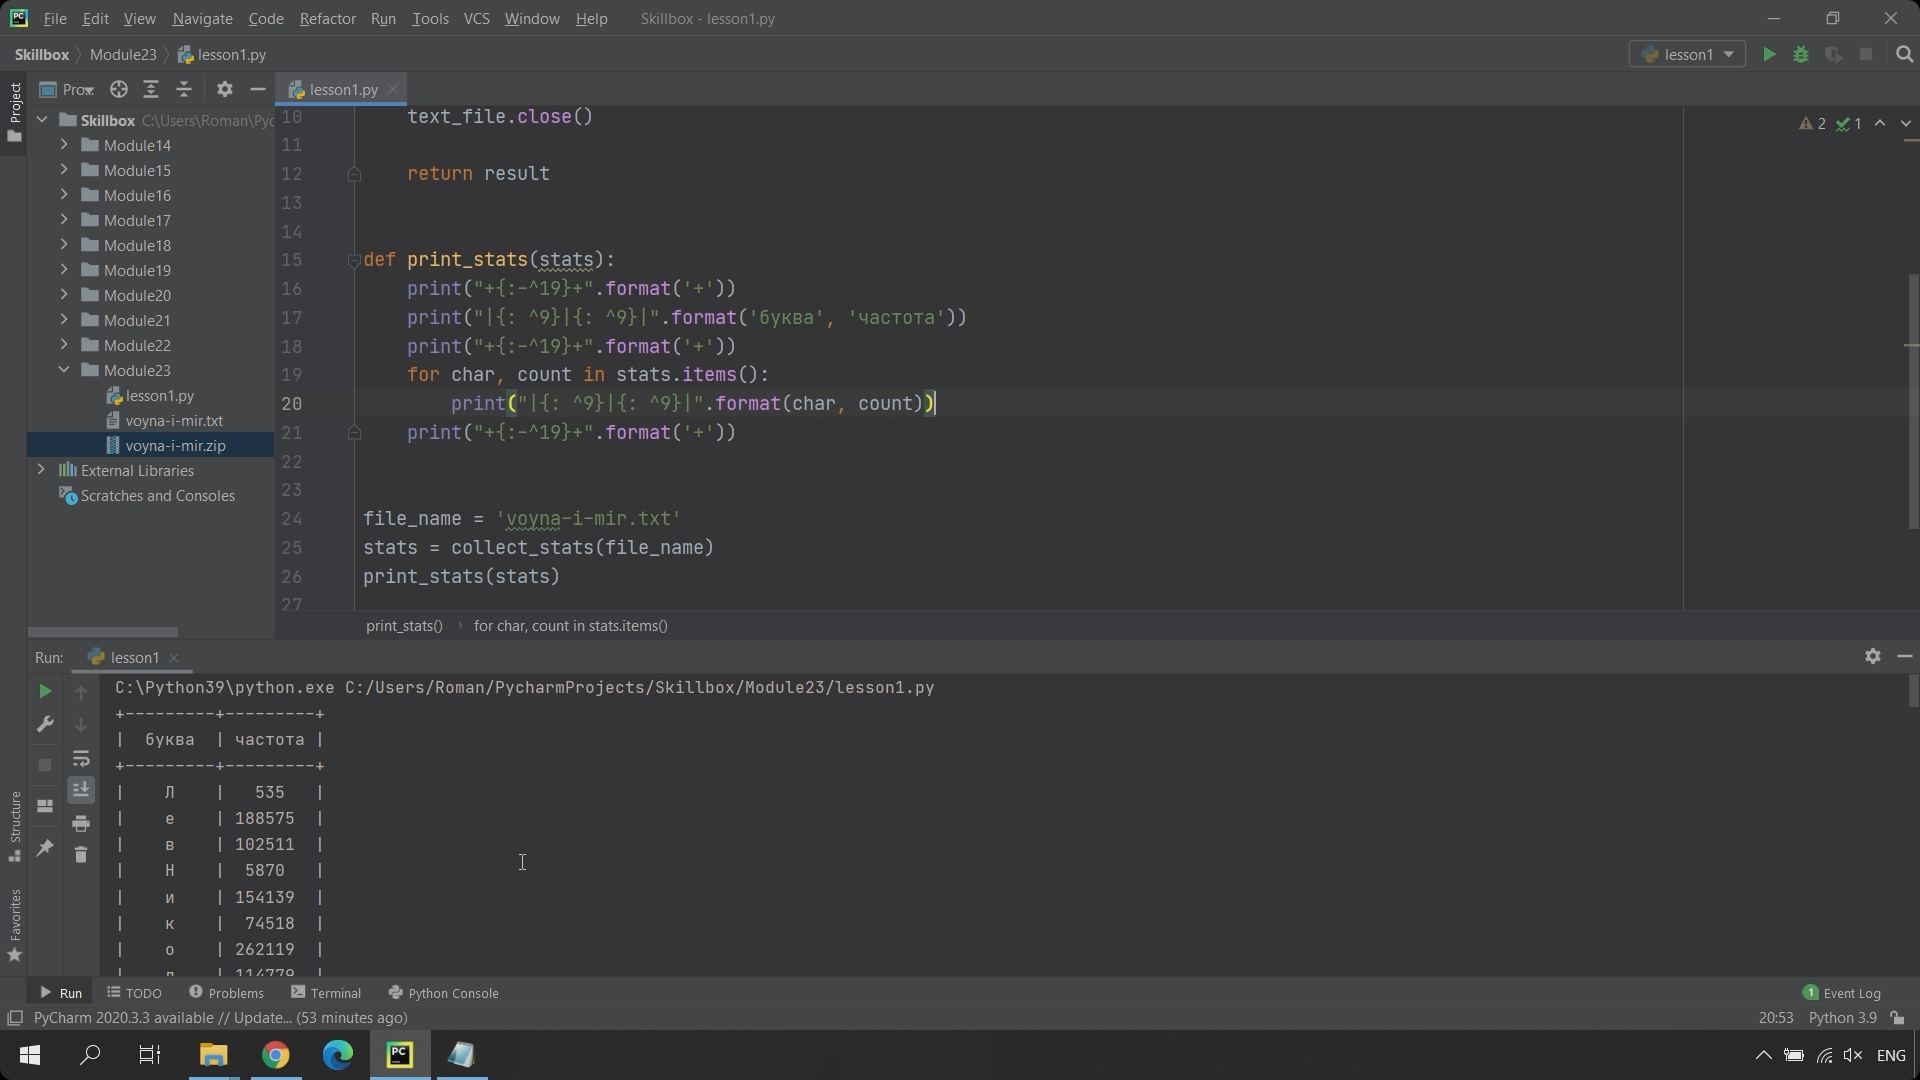 File Edit View Navigate Code Refactor Run Tools VCS Window Help Skillbox - lesson1.py
Skillbox Module23 lesson1.py lesson1
Project
Pro... lesson1.py
Skillbox C:\Users\Roman\Pyc
Module14
Module15
Module16
Module17
Module18
Module19
Module20
Module21
Module22
Module23
lesson1.py
voyna-i-mir.txt
voyna-i-mir.zip
External Libraries
Scratches and Consoles
2 1
10 text_file.close()
11
12 return result
13
14
15 def print_stats(stats):
16 print("+{:-^19}+".format('+'))
17 print("|{: ^9}|{: ^9}|".format('буква', 'частота'))
18 print("+{:-^19}+".format('+'))
19 for char, count in stats.items():
20 print("|{: ^9}|{: ^9}|".format(char, count))
21 print("+{:-^19}+".format('+'))
22
23
24 file_name = 'voyna-i-mir.txt'
25 stats = collect_stats(file_name)
26 print_stats(stats)
27
print_stats() › for char, count in stats.items()
Run: lesson1
C:\Python39\python.exe C:/Users/Roman/PycharmProjects/Skillbox/Module23/lesson1.py
+---------+---------+
|  буква  | частота |
+---------+---------+
|    Л    |   535   |
|    е    | 188575  |
|    в    | 102511  |
|    Н    |  5870   |
|    и    | 154139  |
|    к    |  74518  |
|    о    | 262119  |
| | 114779 |
Structure
Favorites
Run TODO Problems Terminal Python Console 1 Event Log
PyCharm 2020.3.3 available // Update... (53 minutes ago) 20:53 Python 3.9
PC ENG